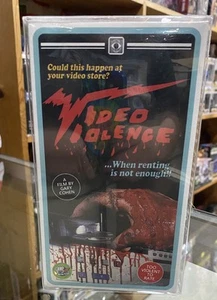 Could this happen at
your video store?
VIDEO
VIOLENCE
...When renting
is not enough!!
A
FILM BY
GARY
COHEN
TOO
VIOLENT
TO
RATE